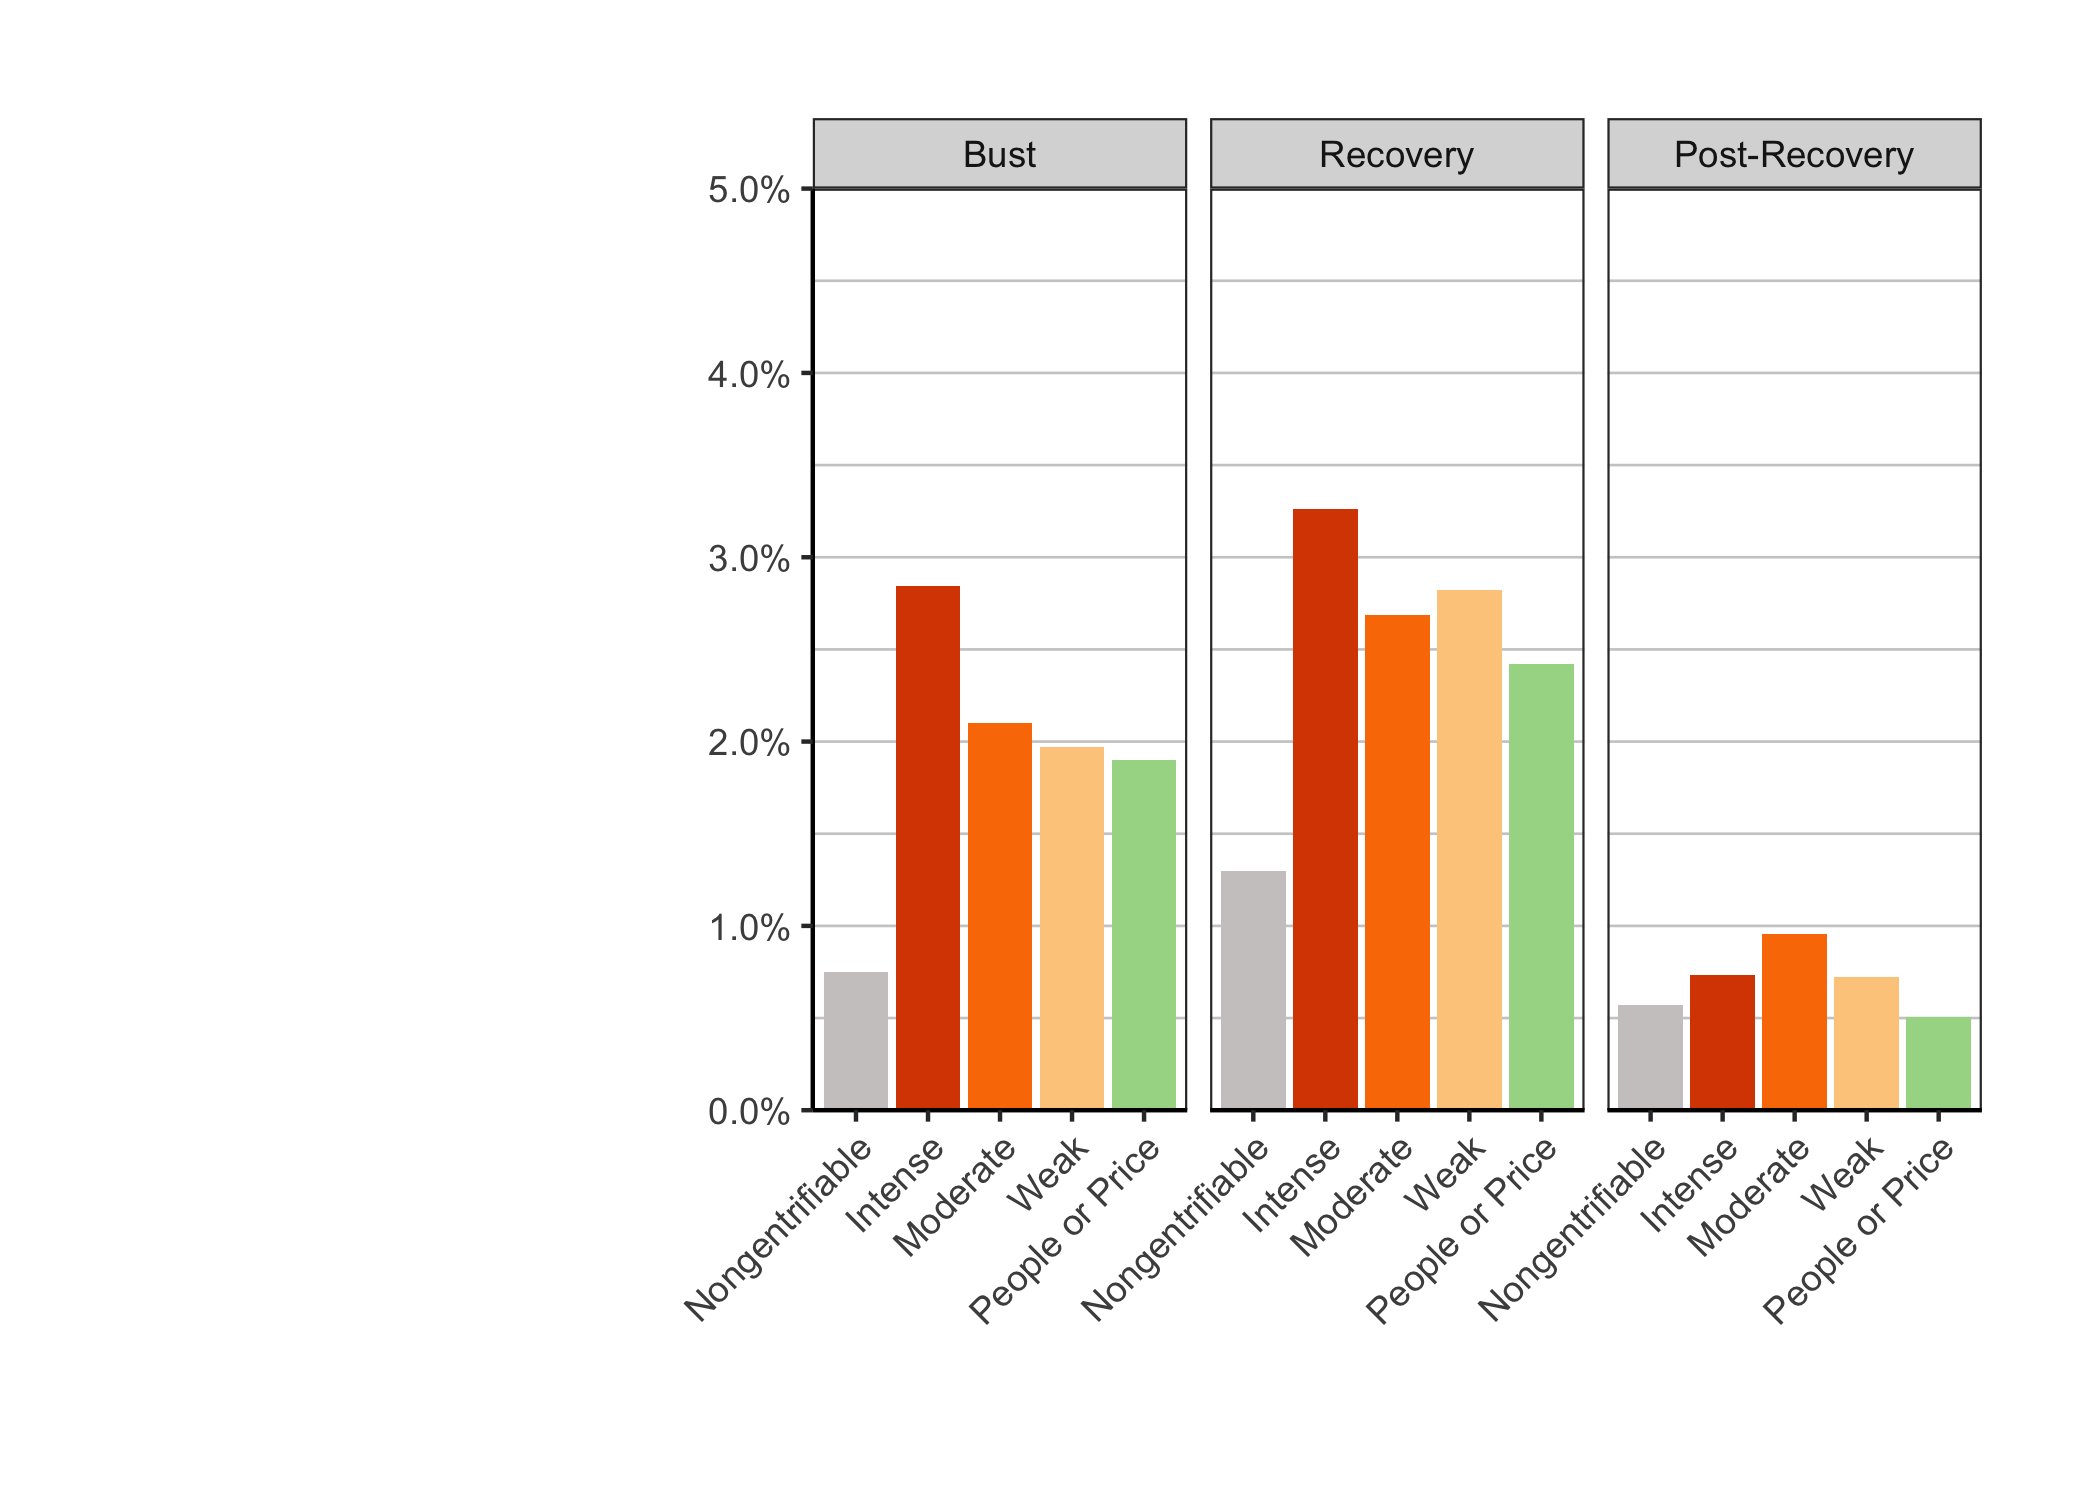 Bust
Recovery
Post-Recovery
5.0%
4.0%
3.0%
2.0%
1.0%
0.0%
Nongentrifiable
Intense
Moderate
Weak
People or Price
Nongentrifiable
Intense
Moderate
Weak
People or Price
Nongentrifiable
Intense
Moderate
Weak
People or Price